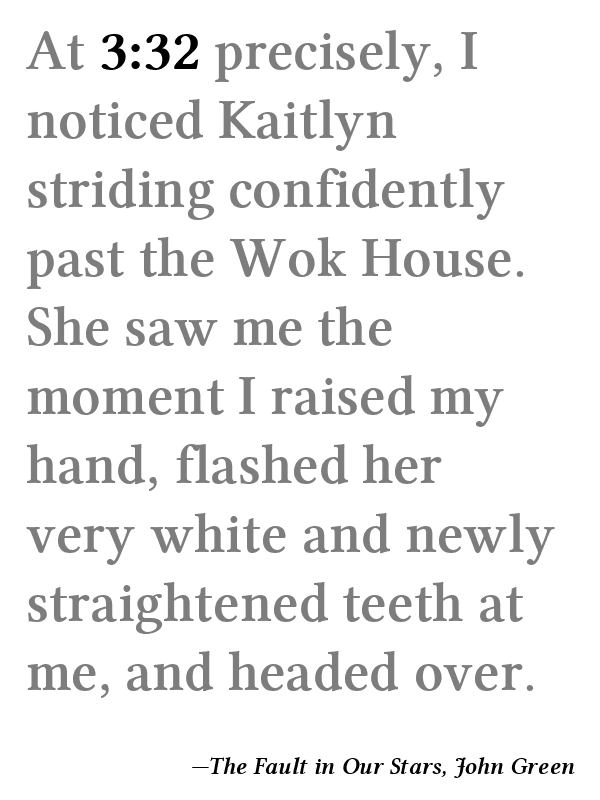 At 3:32 precisely, I
noticed Kaitlyn
striding confidently
past the Wok House.
She saw me the
moment I raised my
hand, flashed her
very white and newly
straightened teeth at
me, and headed over.
—The Fault in Our Stars, John Green